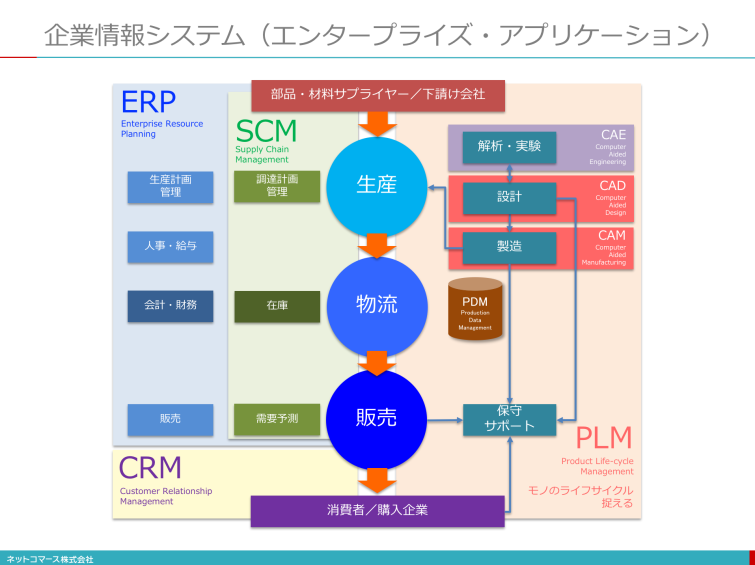 企業情報システム（エンタープライズ・アプリケーション）
部品・材料サプライヤー／下請け会社
ERP
Enterprise Resource
Planning
SCM
Supply Chain
Management
生産計画
管理
調達計画
管理
人事・給与
会計・財務
在庫
販売
需要予測
生産
物流
販売
解析・実験
CAE
Computer
Aided
Engineering
設計
CAD
Computer
Aided
Design
製造
CAM
Computer
Aided
Manufacturing
PDM
Production
Data
Management
保守
サポート
PLM
Product Life-cycle
Management
モノのライフサイクル
捉える
CRM
Customer Relationship
Management
消費者／購入企業
ネットコマース株式会社